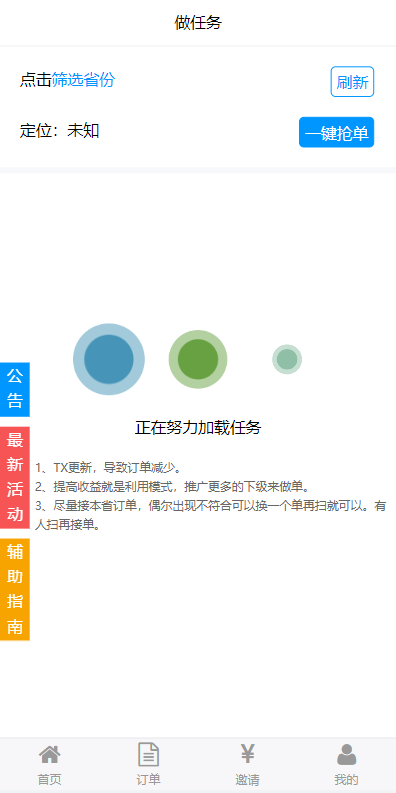 做任务
点击筛选省份
刷新
定位：未知
一键抢单
公告
最新活动
辅助指南
正在努力加载任务
1、TX更新，导致订单减少。
2、提高收益就是利用模式，推广更多的下级来做单。
3、尽量接本省订单，偶尔出现不符合可以换一个单再扫就可以。有
人扫再接单。
首页
订单
邀请
我的